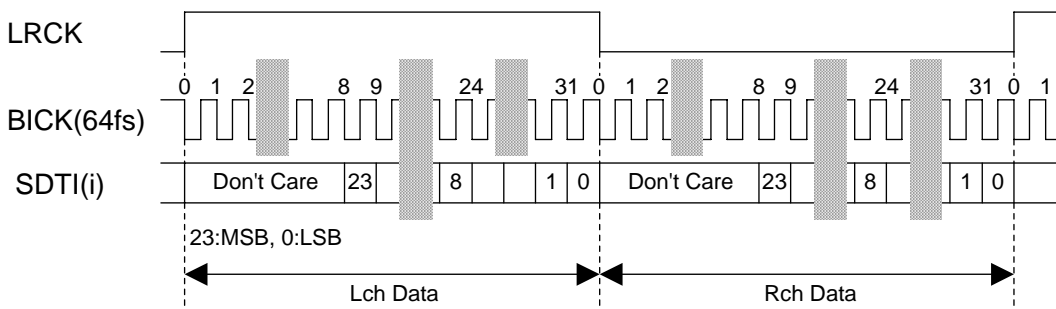 LRCK
0 1 2 8 9 24 31 0 1 2 8 9 24 31 0 1
BICK(64fs)
SDTI(i) Don't Care 23 8 1 0 Don't Care 23 8 1 0
23:MSB, 0:LSB
Lch Data Rch Data